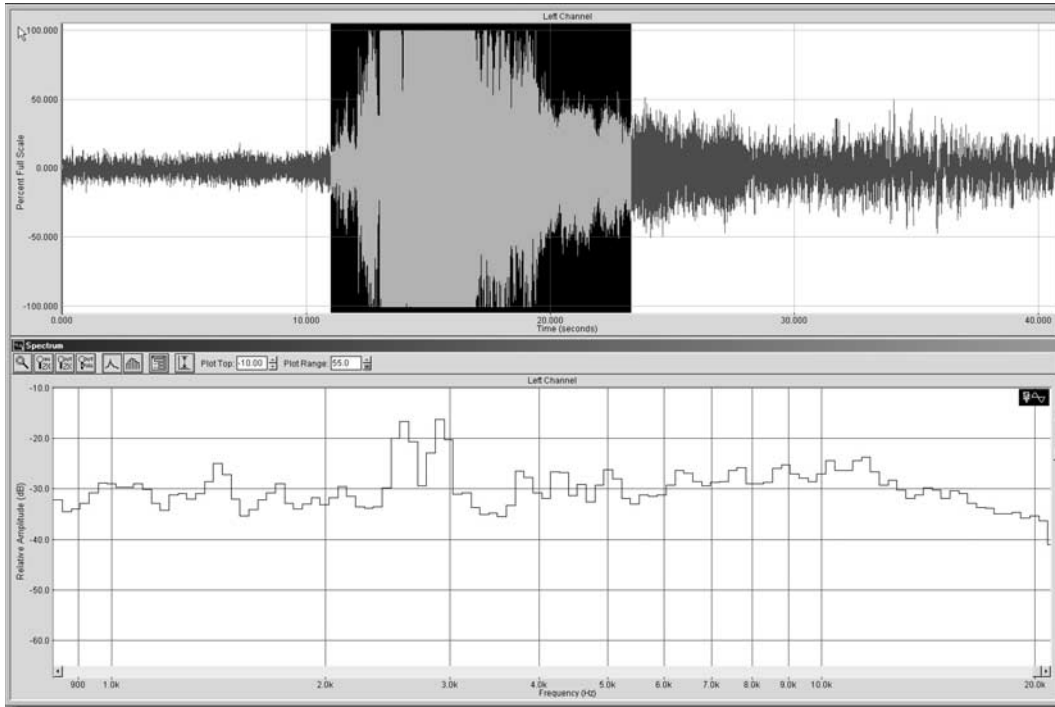 Left Channel
100.000
50.000
0.000
-50.000
-100.000
Percent Full Scale
0.000 10.000 20.000 30.000 40.000
Time (seconds)
Spectrum
Plot Top: -10.00 Plot Range: 55.0
Left Channel
-10.0
-20.0
-30.0
-40.0
-50.0
-60.0
Relative Amplitude (dB)
900 1.0k 2.0k 3.0k 4.0k 5.0k 6.0k 7.0k 8.0k 9.0k 10.0k 20.0k
Frequency (Hz)